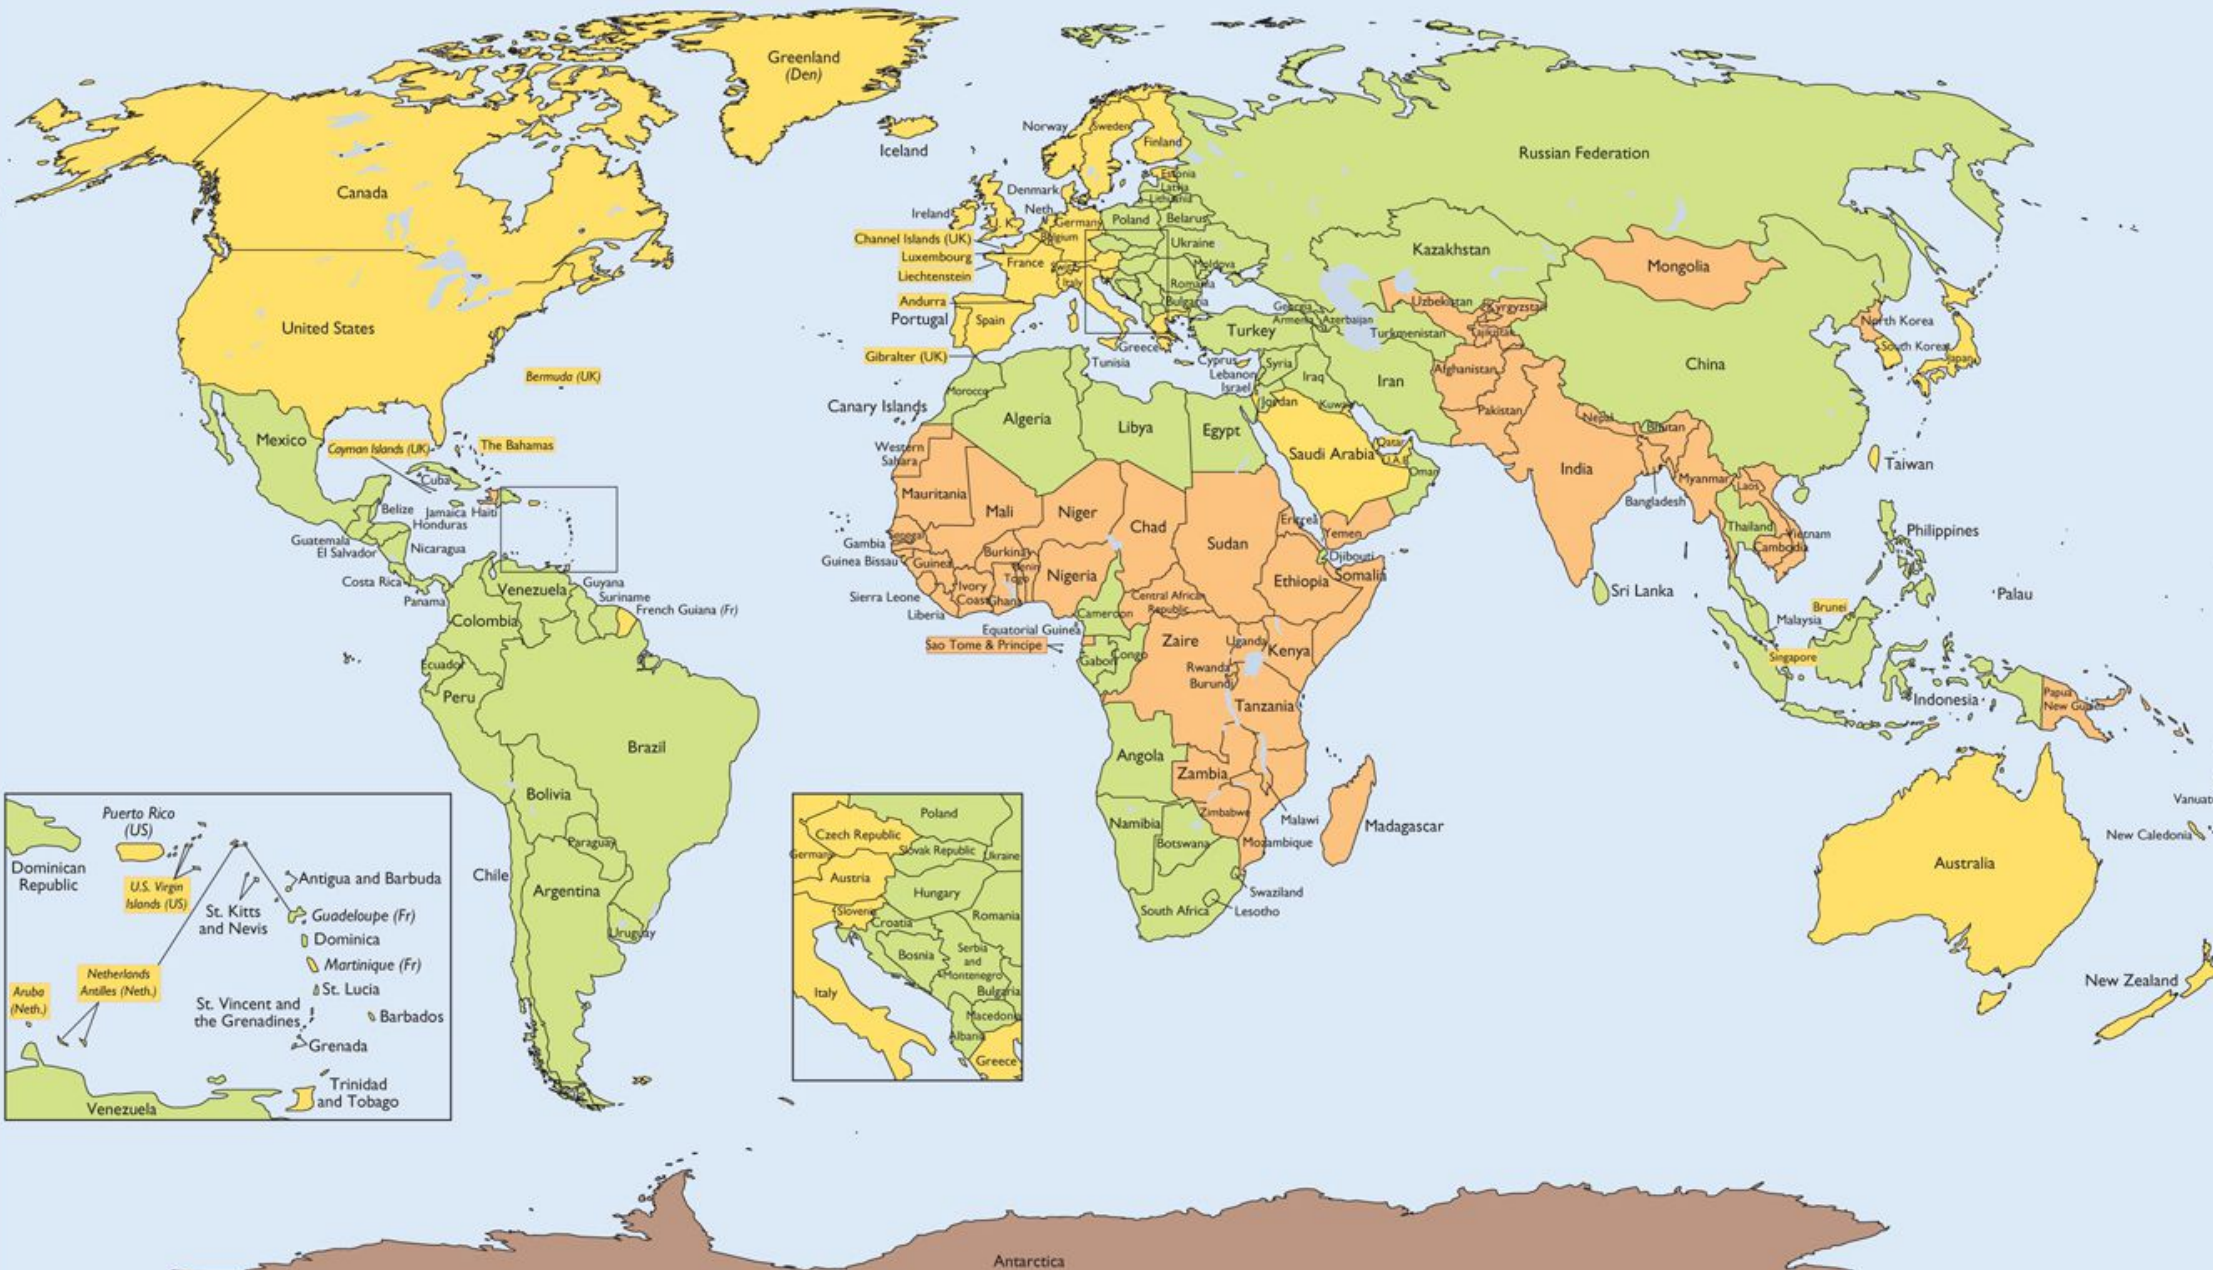 Greenland
(Den)
Iceland
Norway
Sweden
Finland
Russian Federation
Canada
Estonia
Latvia
Lithuania
Denmark
Ireland
Neth.
U. K.
Germany
Poland
Belarus
Channel Islands (UK)
Belgium
Luxembourg
Ukraine
Liechtenstein
France
Switz
Moldova
Kazakhstan
Mongolia
Italy
Romania
Bulgaria
Andurra
Portugal
Spain
Georgia
Armenia
Azerbaijan
Uzbekistan
Kyrgyzstan
Turkmenistan
Tajikistan
North Korea
South Korea
Japan
United States
Turkey
Gibralter (UK)
Greece
Tunisia
Cyprus
Lebanon
Israel
Syria
Iraq
Iran
Afghanistan
China
Bermuda (UK)
Morocco
Jordan
Kuwait
Canary Islands
Pakistan
Nepal
Bhutan
Algeria
Libya
Egypt
Mexico
Cayman Islands (UK)
The Bahamas
Western
Sahara
Saudi Arabia
Qatar
U.A.E
Oman
India
Taiwan
Cuba
Myanmar
Laos
Bangladesh
Mauritania
Mali
Niger
Chad
Sudan
Eritrea
Yemen
Belize
Jamaica
Haiti
Honduras
Guatemala
El Salvador
Nicaragua
Thailand
Vietnam
Cambodia
Philippines
Gambia
Senegal
Guinea Bissau
Guinea
Burkina
Benin
Togo
Nigeria
Djibouti
Ethiopia
Somalia
Costa Rica
Panama
Venezuela
Guyana
Suriname
French Guiana (Fr)
Sierra Leone
Liberia
Ivory
Coast
Ghana
Central African
Republic
Cameroon
Sri Lanka
Palau
Brunei
Malaysia
Colombia
Equatorial Guinea
Sao Tome & Principe
Zaire
Uganda
Kenya
Gabon
Congo
Rwanda
Burundi
Singapore
Ecuador
Peru
Tanzania
Indonesia
Papua
New Guinea
Brazil
Angola
Zambia
Bolivia
Zimbabwe
Malawi
Madagascar
Namibia
Botswana
Mozambique
Paraguay
Vanuat
New Caledonia
Australia
Chile
Argentina
Swaziland
South Africa
Lesotho
Uruguay
New Zealand
Puerto Rico
(US)
Dominican
Republic
U.S. Virgin
Islands (US)
Antigua and Barbuda
St. Kitts
and Nevis
Guadeloupe (Fr)
Dominica
Martinique (Fr)
Netherlands
Antilles (Neth.)
Aruba
(Neth.)
St. Lucia
St. Vincent and
the Grenadines
Barbados
Grenada
Trinidad
and Tobago
Venezuela
Poland
Czech Republic
Germany
Slovak Republic
Ukraine
Austria
Hungary
Slovenia
Croatia
Romania
Bosnia
Serbia
and
Montenegro
Italy
Bulgaria
Macedonia
Albania
Greece
Antarctica